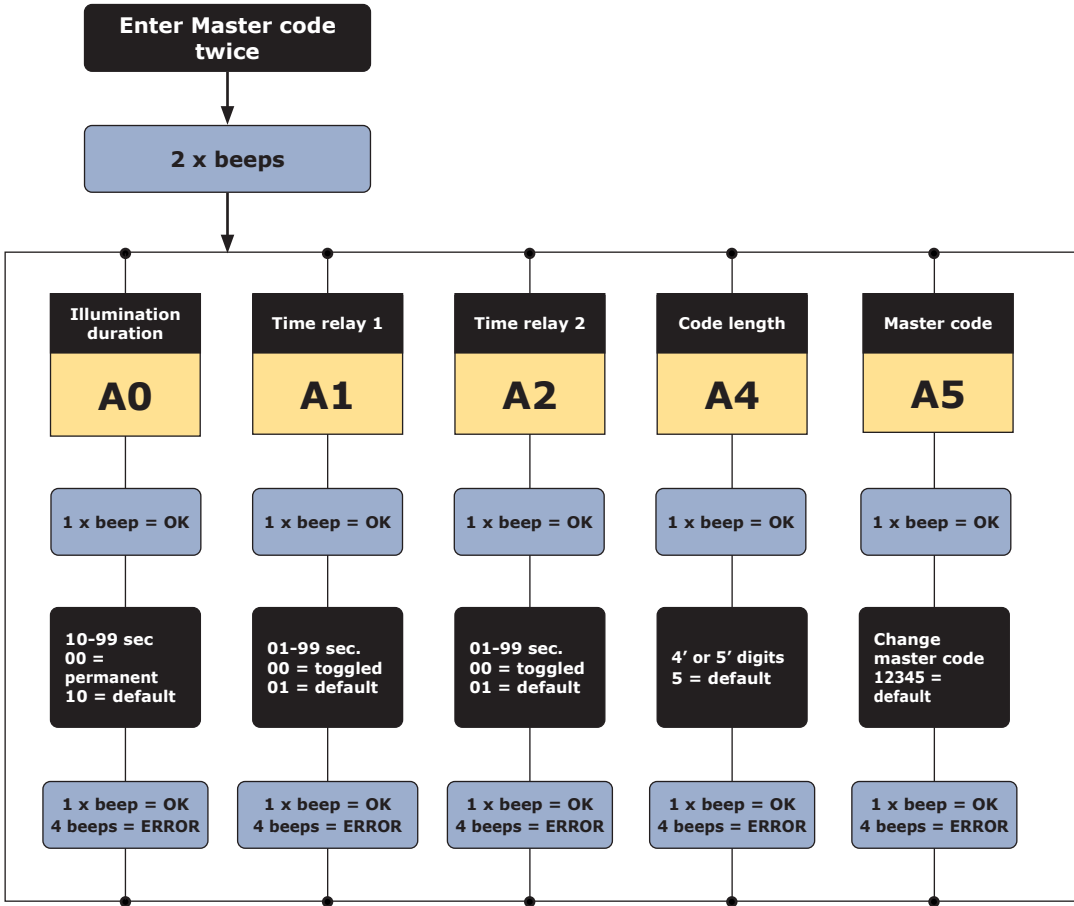 Enter Master code
twice
2 x beeps
Illumination
duration
A0
1 x beep = OK
10-99 sec
00 =
permanent
10 = default
1 x beep = OK
4 beeps = ERROR
Time relay 1
A1
1 x beep = OK
01-99 sec.
00 = toggled
01 = default
1 x beep = OK
4 beeps = ERROR
Time relay 2
A2
1 x beep = OK
01-99 sec.
00 = toggled
01 = default
1 x beep = OK
4 beeps = ERROR
Code length
A4
1 x beep = OK
4’ or 5’ digits
5 = default
1 x beep = OK
4 beeps = ERROR
Master code
A5
1 x beep = OK
Change
master code
12345 =
default
1 x beep = OK
4 beeps = ERROR